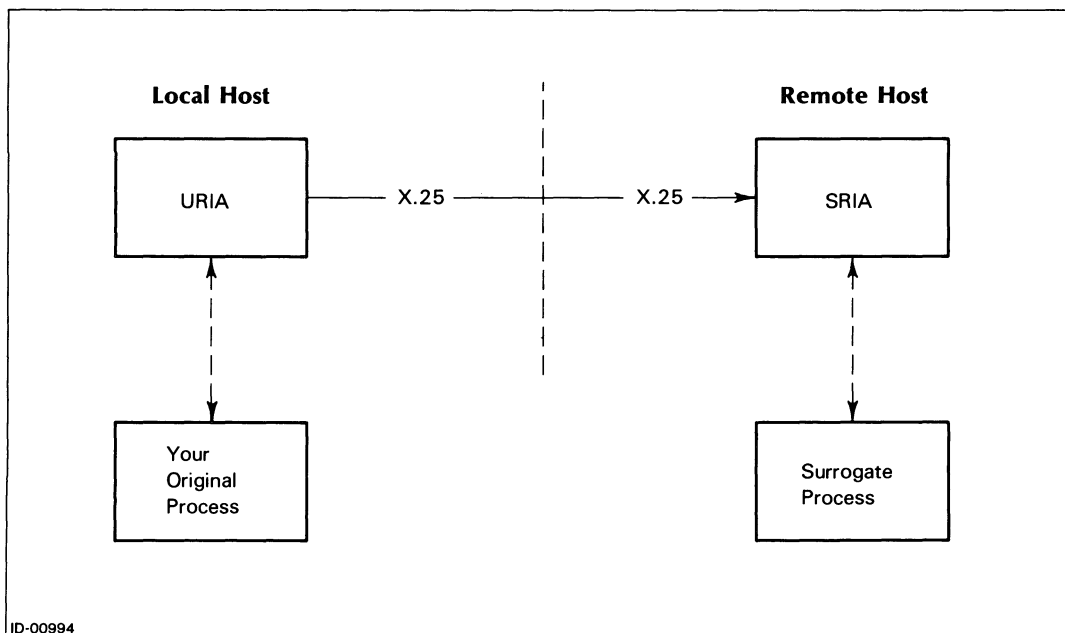 Local Host
Remote Host
URIA
X.25
X.25
SRIA
Your
Original
Process
Surrogate
Process
ID-00994